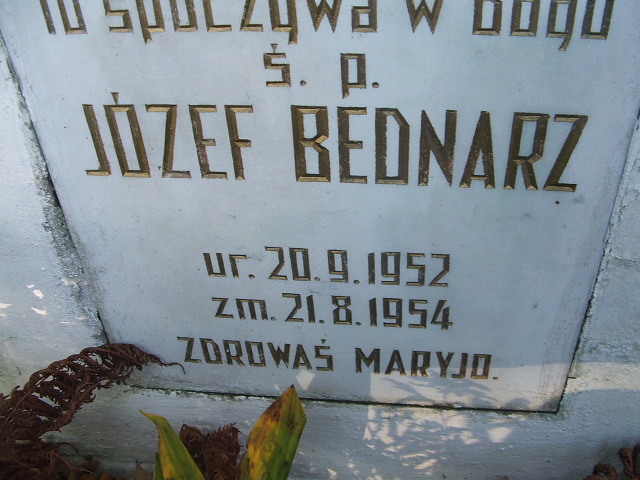 Tu spoczywa w Bogu
Ś. p.
JÓZEF BEDNARZ
ur. 20.9.1952
zm. 21.8.1954
ZDROWAŚ MARYJO.